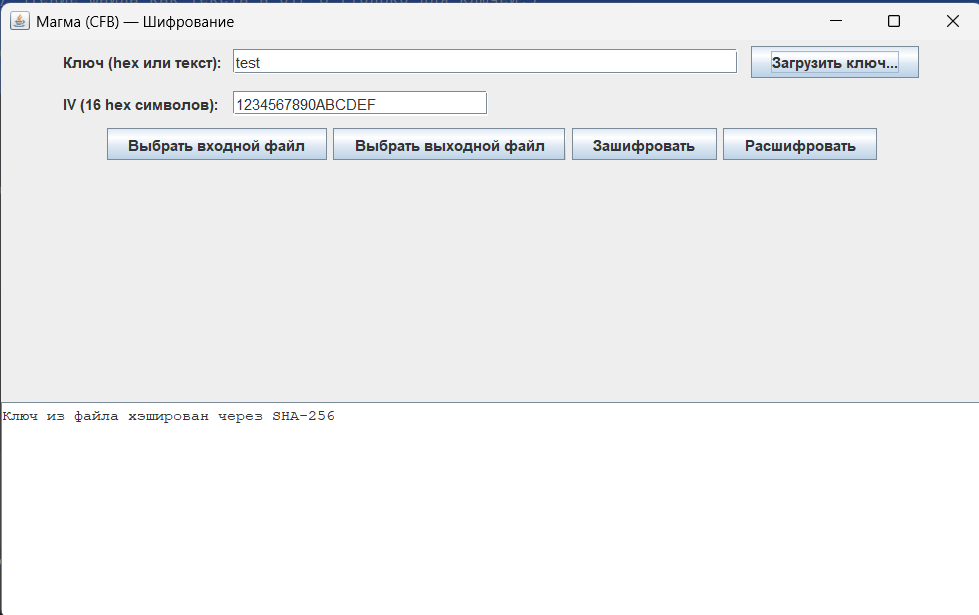 Магма (CFB) — Шифрование
Ключ (hex или текст): test Загрузить ключ...
IV (16 hex символов): 1234567890ABCDEF
Выбрать входной файл Выбрать выходной файл Зашифровать Расшифровать
Ключ из файла хэширован через SHA-256